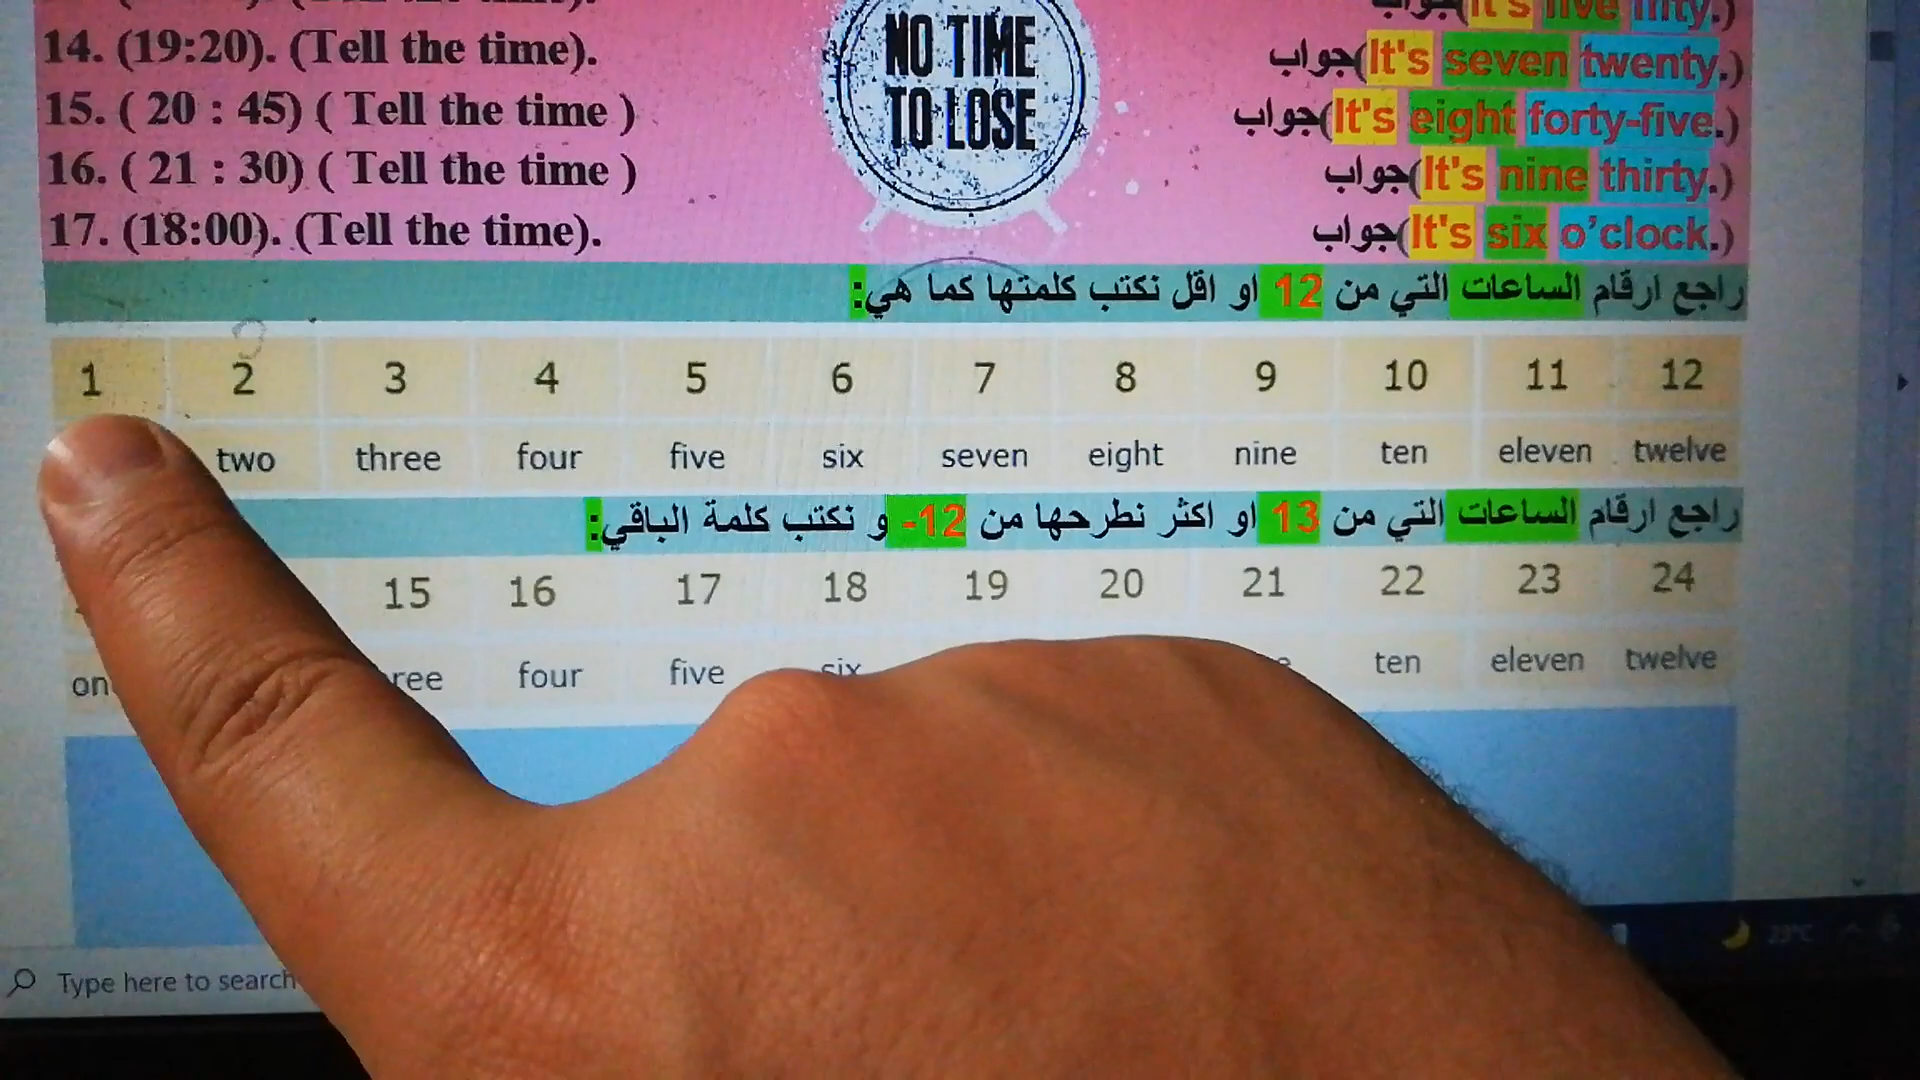 14. (19:20). (Tell the time).
جواب(It's seven twenty.)
15. ( 20 : 45) ( Tell the time )
جواب(It's eight forty-five.)
16. ( 21 : 30) ( Tell the time )
جواب(It's nine thirty.)
17. (18:00). (Tell the time).
جواب(It's six o'clock.)
NO TIME
TO LOSE
راجع ارقام الساعات التي من 12 او اقل نكتب كلمتها كما هي:
1 2 3 4 5 6 7 8 9 10 11 12
two three four five six seven eight nine ten eleven twelve
راجع ارقام الساعات التي من 13 او اكثر نطرحها من 12- و نكتب كلمة الباقي:
15 16 17 18 19 20 21 22 23 24
four five six ten eleven twelve
Type here to search
23°C